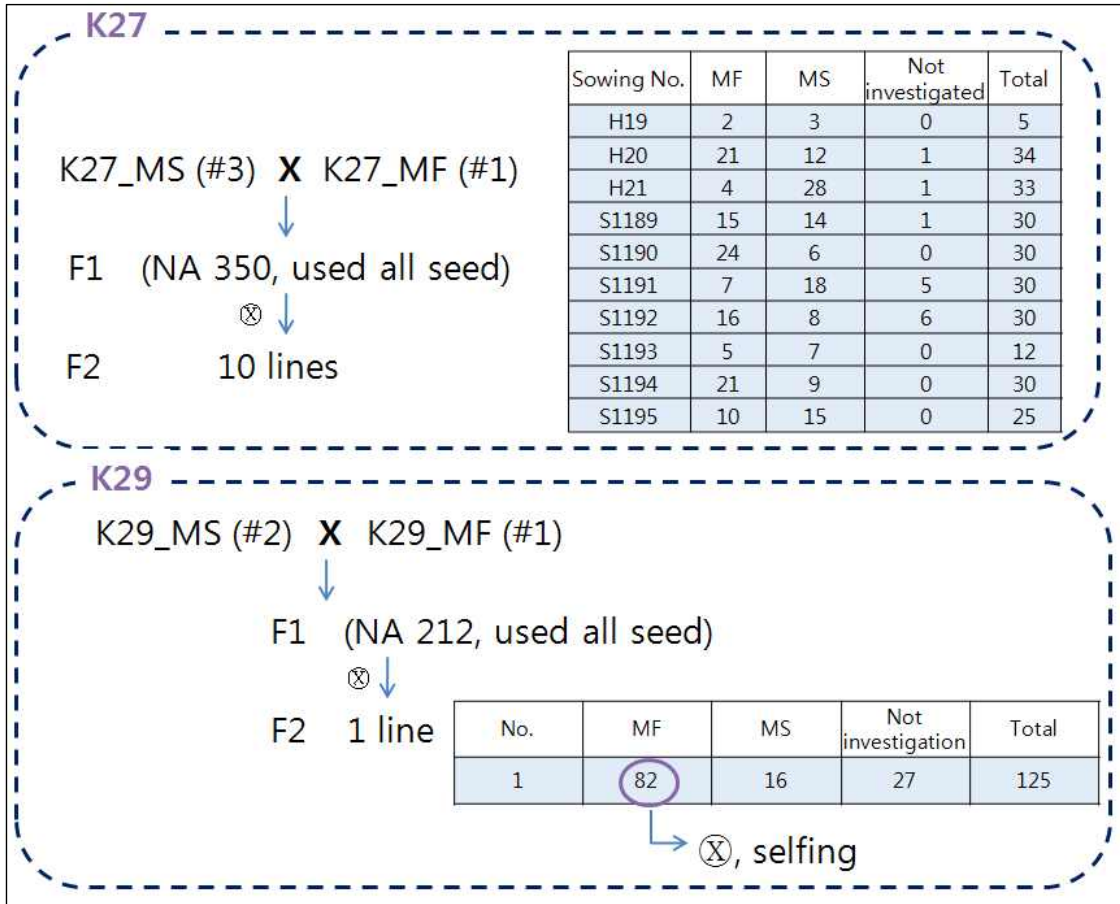 K27
K27_MS (#3) X K27_MF (#1)
F1 (NA 350, used all seed)
Ⓧ
F2 10 lines
Sowing No. MF MS Not investigated Total
H19 2 3 0 5
H20 21 12 1 34
H21 4 28 1 33
S1189 15 14 1 30
S1190 24 6 0 30
S1191 7 18 5 30
S1192 16 8 6 30
S1193 5 7 0 12
S1194 21 9 0 30
S1195 10 15 0 25
K29
K29_MS (#2) X K29_MF (#1)
F1 (NA 212, used all seed)
Ⓧ
F2 1 line
No. MF MS Not investigation Total
1 82 16 27 125
Ⓧ, selfing